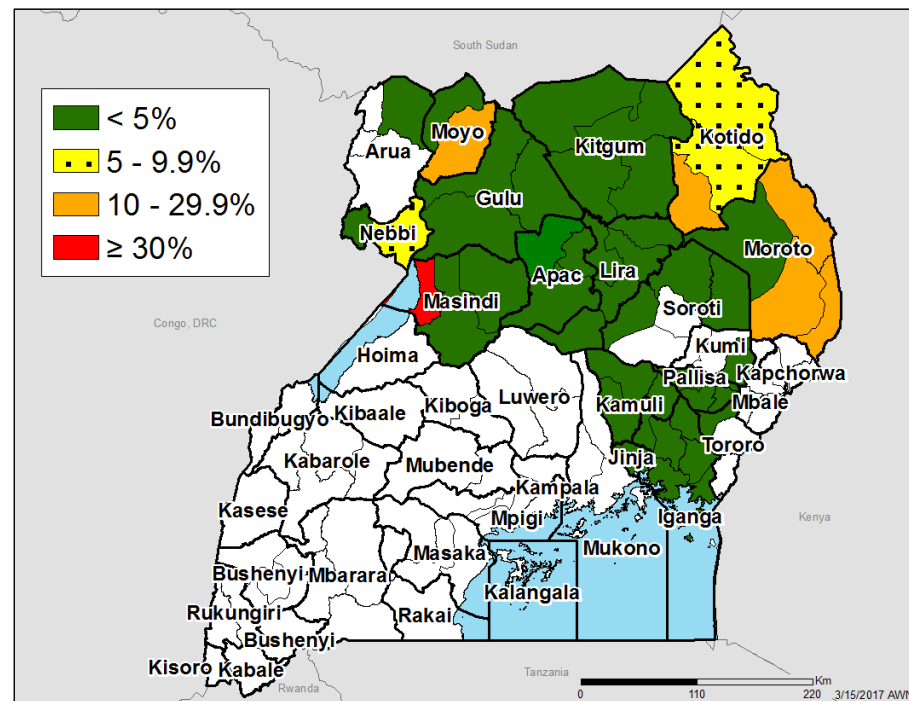 South Sudan
< 5%
5 - 9.9%
10 - 29.9%
≥ 30%
Moyo
Kotido
Arua
Kitgum
Gulu
Nebbi
Moroto
Apac
Lira
Masindi
Soroti
Congo, DRC
Kumi
Hoima
Kapchorwa
Pallisa
Luwero
Kamuli
Mbale
Kiboga
Kibaale
Bundibugyo
Tororo
Kabarole
Mubende
Jinja
Kampala
Kasese
Mpigi
Iganga
Kenya
Masaka
Mukono
Bushenyi
Mbarara
Kalangala
Rukungiri
Rakai
Bushenyi
Kisoro
Kabale
Tanzania
Rwanda
Km
0 110 220
3/15/2017 AWN